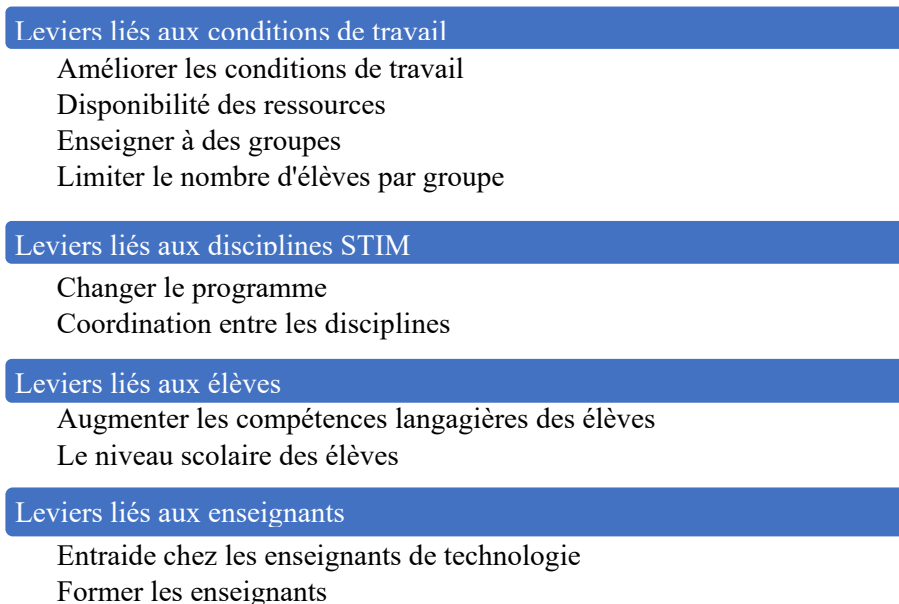 Leviers liés aux conditions de travail
Améliorer les conditions de travail
Disponibilité des ressources
Enseigner à des groupes
Limiter le nombre d'élèves par groupe
Leviers liés aux disciplines STIM
Changer le programme
Coordination entre les disciplines
Leviers liés aux élèves
Augmenter les compétences langagières des élèves
Le niveau scolaire des élèves
Leviers liés aux enseignants
Entraide chez les enseignants de technologie
Former les enseignants